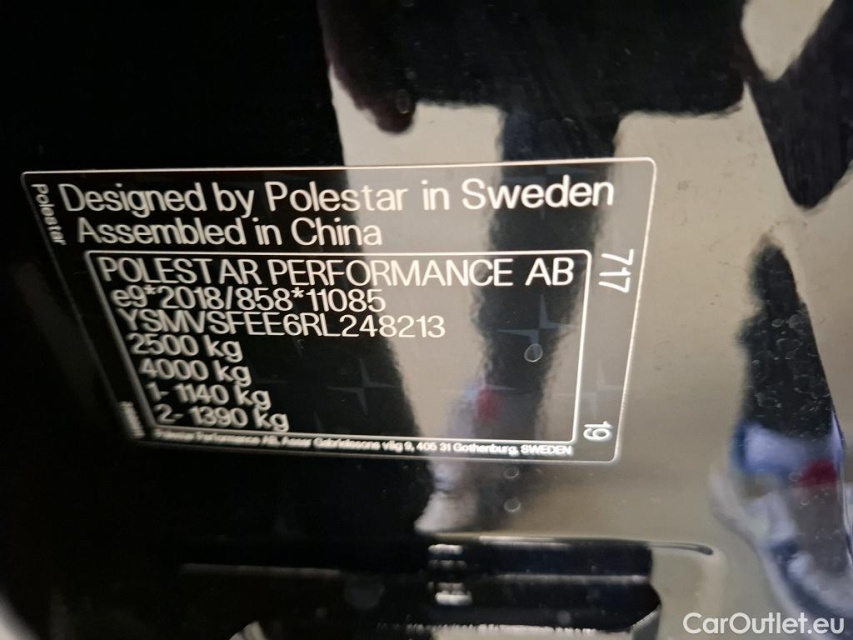 Polestar
Designed by Polestar in Sweden
Assembled in China
POLESTAR PERFORMANCE AB
e9*2018/858*11085
YSMVSFEE6RL248213
2500 kg
4000 kg
1- 1140 kg
2- 1390 kg
717
19
Polestar Performance AB, Assar Gabrielssons väg 9, 405 31 Gothenburg, SWEDEN
CarOutlet.eu